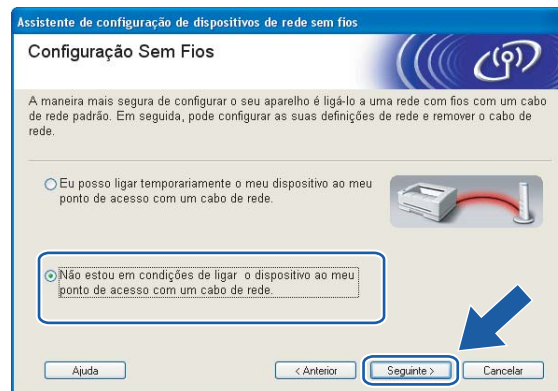 Assistente de configuração de dispositivos de rede sem fios
Configuração Sem Fios
A maneira mais segura de configurar o seu aparelho é ligá-lo a uma rede com fios com um cabo
de rede padrão. Em seguida, pode configurar as suas definições de rede e remover o cabo de
rede.
Eu posso ligar temporariamente o meu dispositivo ao meu
ponto de acesso com um cabo de rede.
Não estou em condições de ligar o dispositivo ao meu
ponto de acesso com um cabo de rede.
Ajuda
< Anterior
Seguinte >
Cancelar